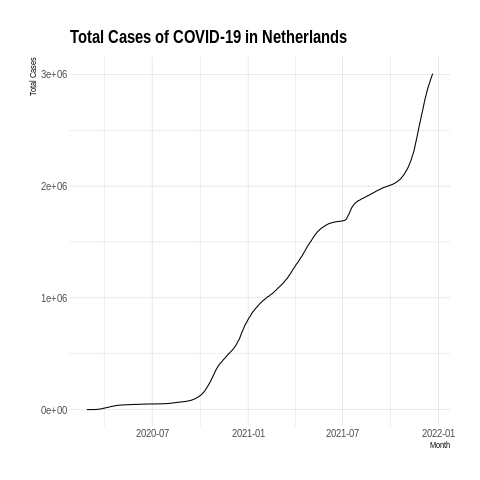 Total Cases of COVID-19 in Netherlands
Total Cases
3e+06
2e+06
1e+06
0e+00
2020-07 2021-01 2021-07 2022-01
Month